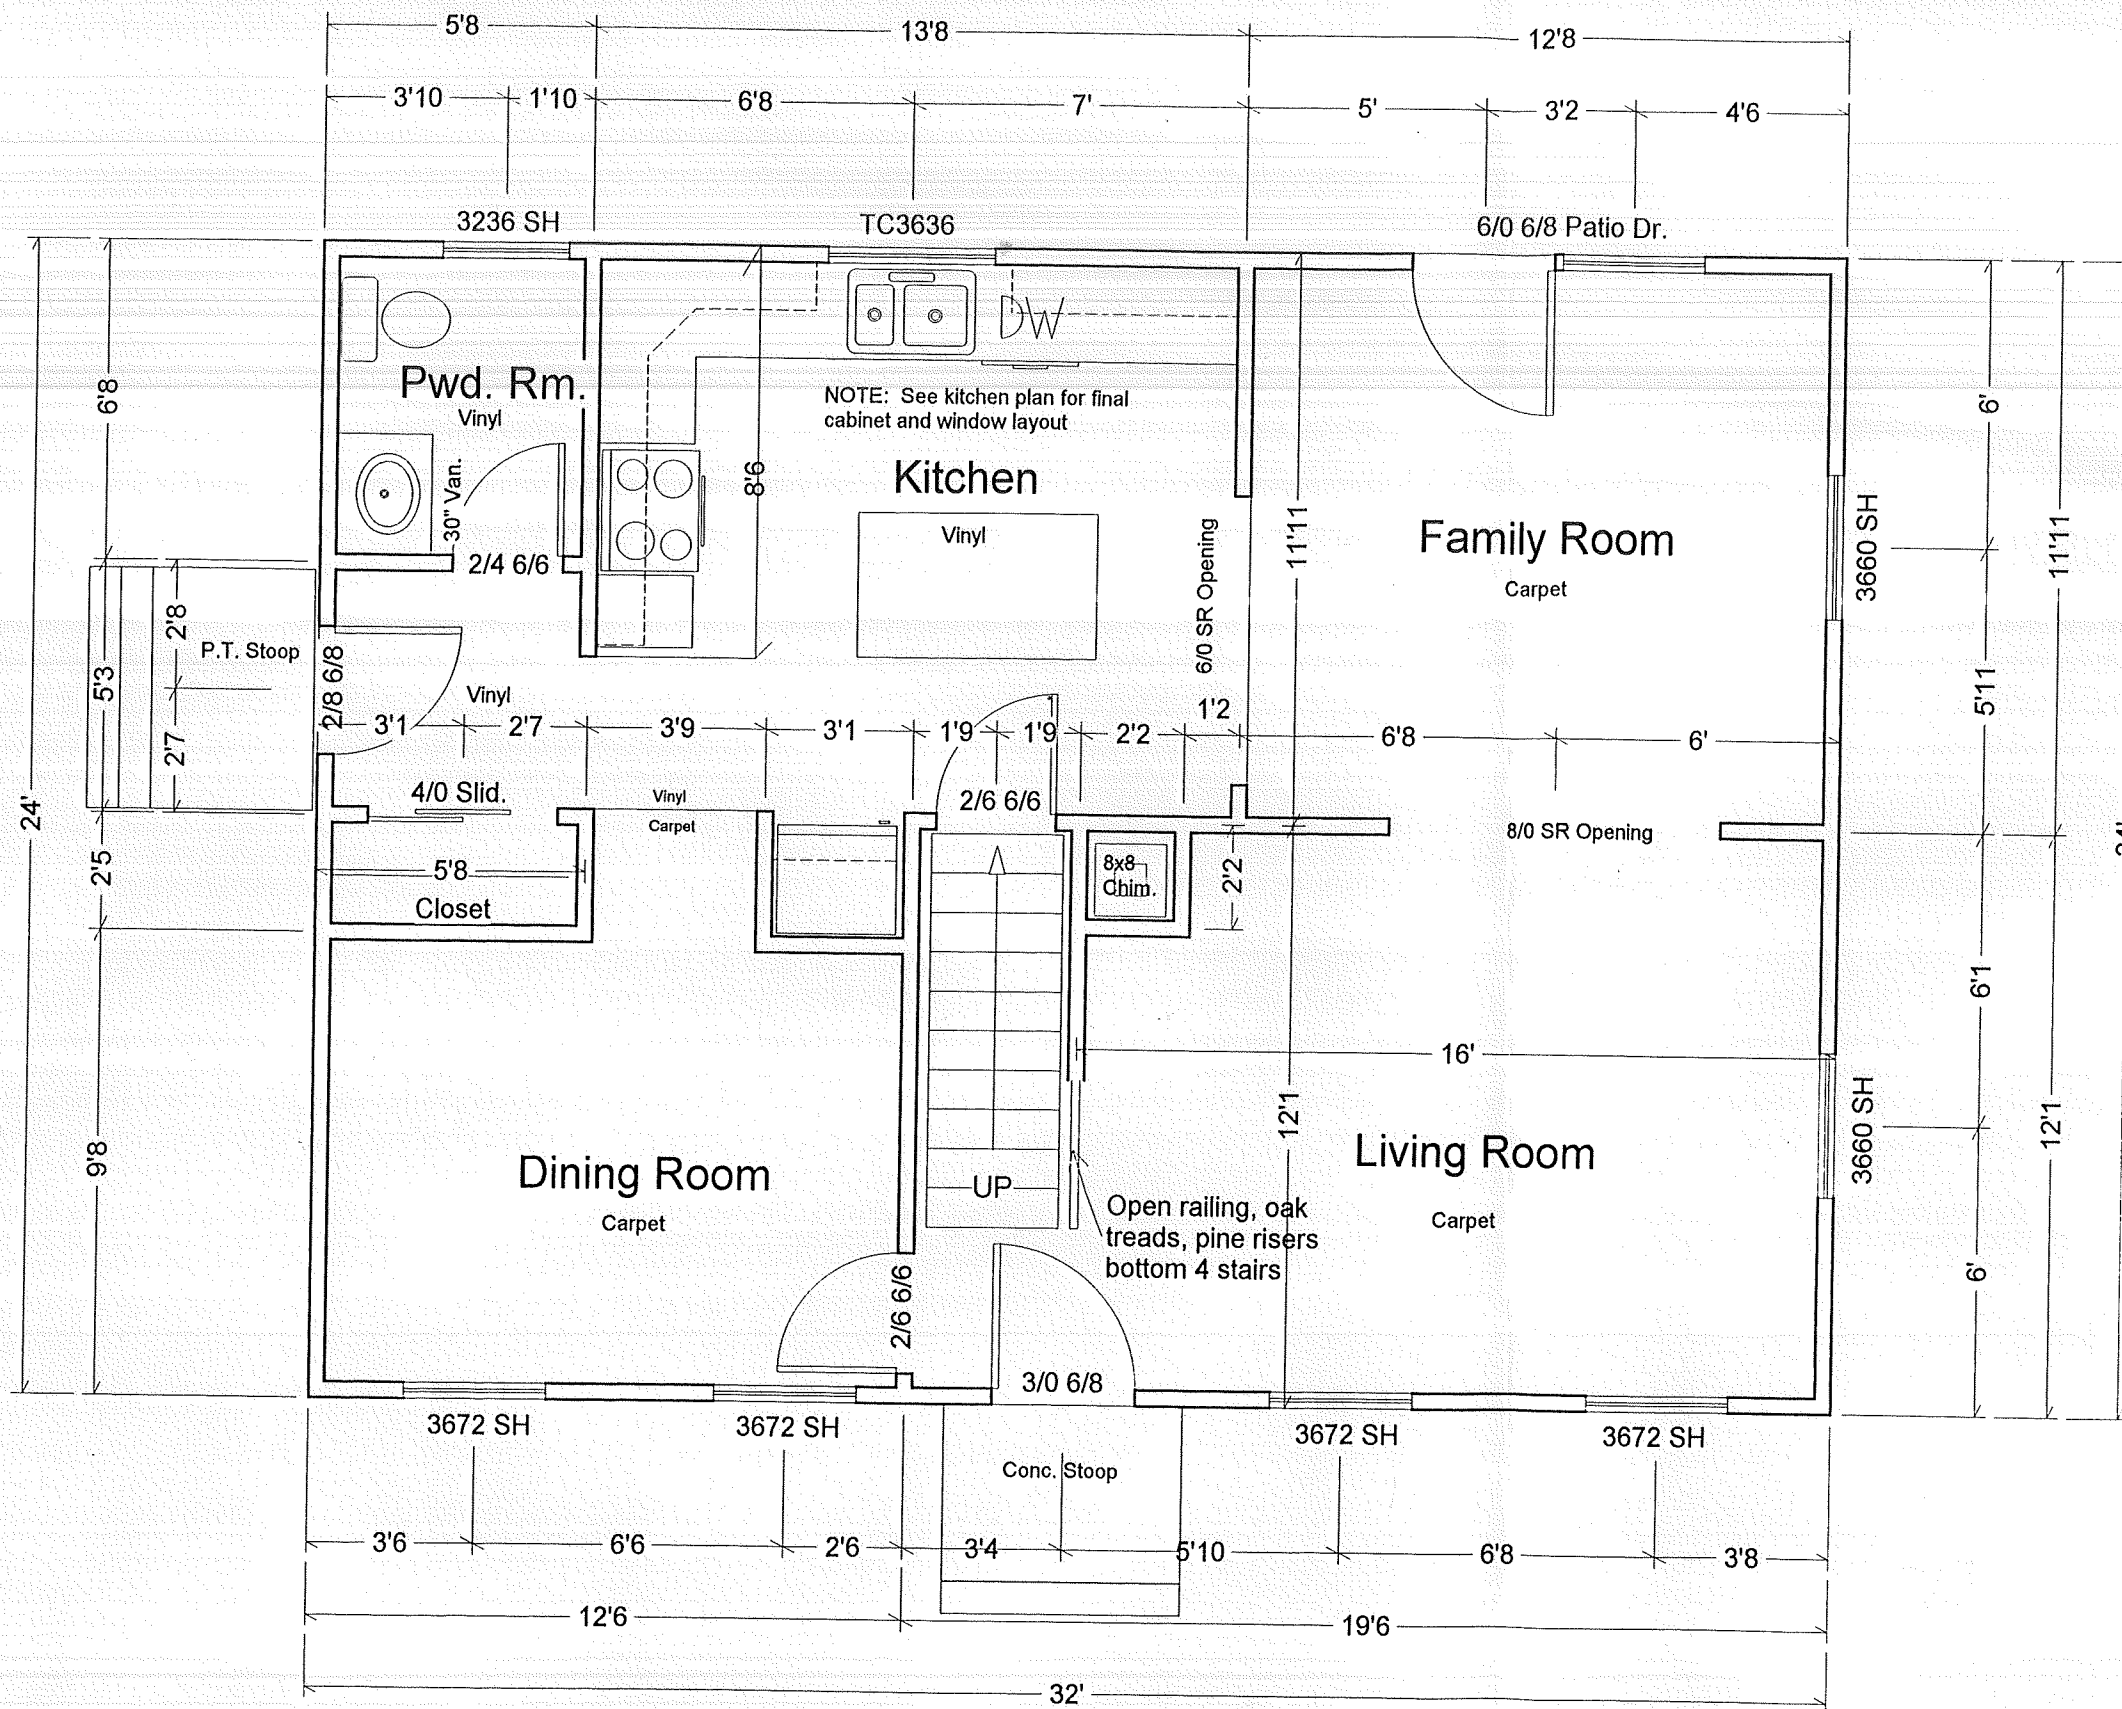 5'8
13'8
12'8
3'10
1'10
6'8
7'
5'
3'2
4'6
3236 SH
TC3636
6/0 6/8 Patio Dr.
DW
Pwd. Rm.
Vinyl
NOTE: See kitchen plan for final
cabinet and window layout
6'8
6'
30" Van.
8'6
Kitchen
Vinyl
6/0 SR Opening
11'11
Family Room
Carpet
3660 SH
11'11
2/4 6/6
P.T. Stoop
2'8
5'3
2'7
2/8 6/8
Vinyl
5'11
3'1
2'7
3'9
3'1
1'9
1'9
2'2
1'2
6'8
6'
24'
4/0 Slid.
Vinyl
Carpet
2/6 6/6
8/0 SR Opening
24'
2'5
5'8
Closet
8x8
Chim.
2'2
6'1
16'
9'8
12'1
Dining Room
Carpet
UP
Living Room
Carpet
3660 SH
12'1
Open railing, oak
treads, pine risers
bottom 4 stairs
6'
2/6 6/6
3/0 6/8
3672 SH
3672 SH
3672 SH
3672 SH
Conc. Stoop
3'6
6'6
2'6
3'4
5'10
6'8
3'8
12'6
19'6
32'